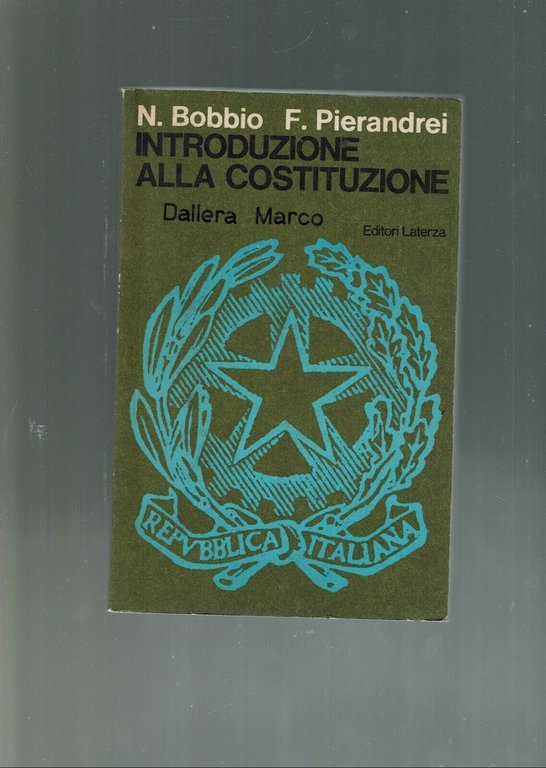 N. Bobbio F. Pierandrei
INTRODUZIONE
ALLA COSTITUZIONE
Dallera Marco
Editori Laterza
REPVBBLICA ITALIANA